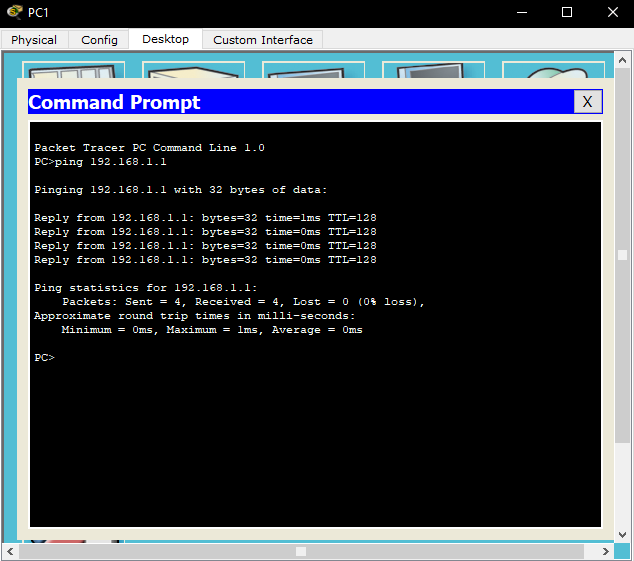 PC1
Physical Config Desktop Custom Interface
Command Prompt X
Packet Tracer PC Command Line 1.0
PC>ping 192.168.1.1
Pinging 192.168.1.1 with 32 bytes of data:
Reply from 192.168.1.1: bytes=32 time=1ms TTL=128
Reply from 192.168.1.1: bytes=32 time=0ms TTL=128
Reply from 192.168.1.1: bytes=32 time=0ms TTL=128
Reply from 192.168.1.1: bytes=32 time=0ms TTL=128
Ping statistics for 192.168.1.1:
    Packets: Sent = 4, Received = 4, Lost = 0 (0% loss),
Approximate round trip times in milli-seconds:
    Minimum = 0ms, Maximum = 1ms, Average = 0ms
PC>